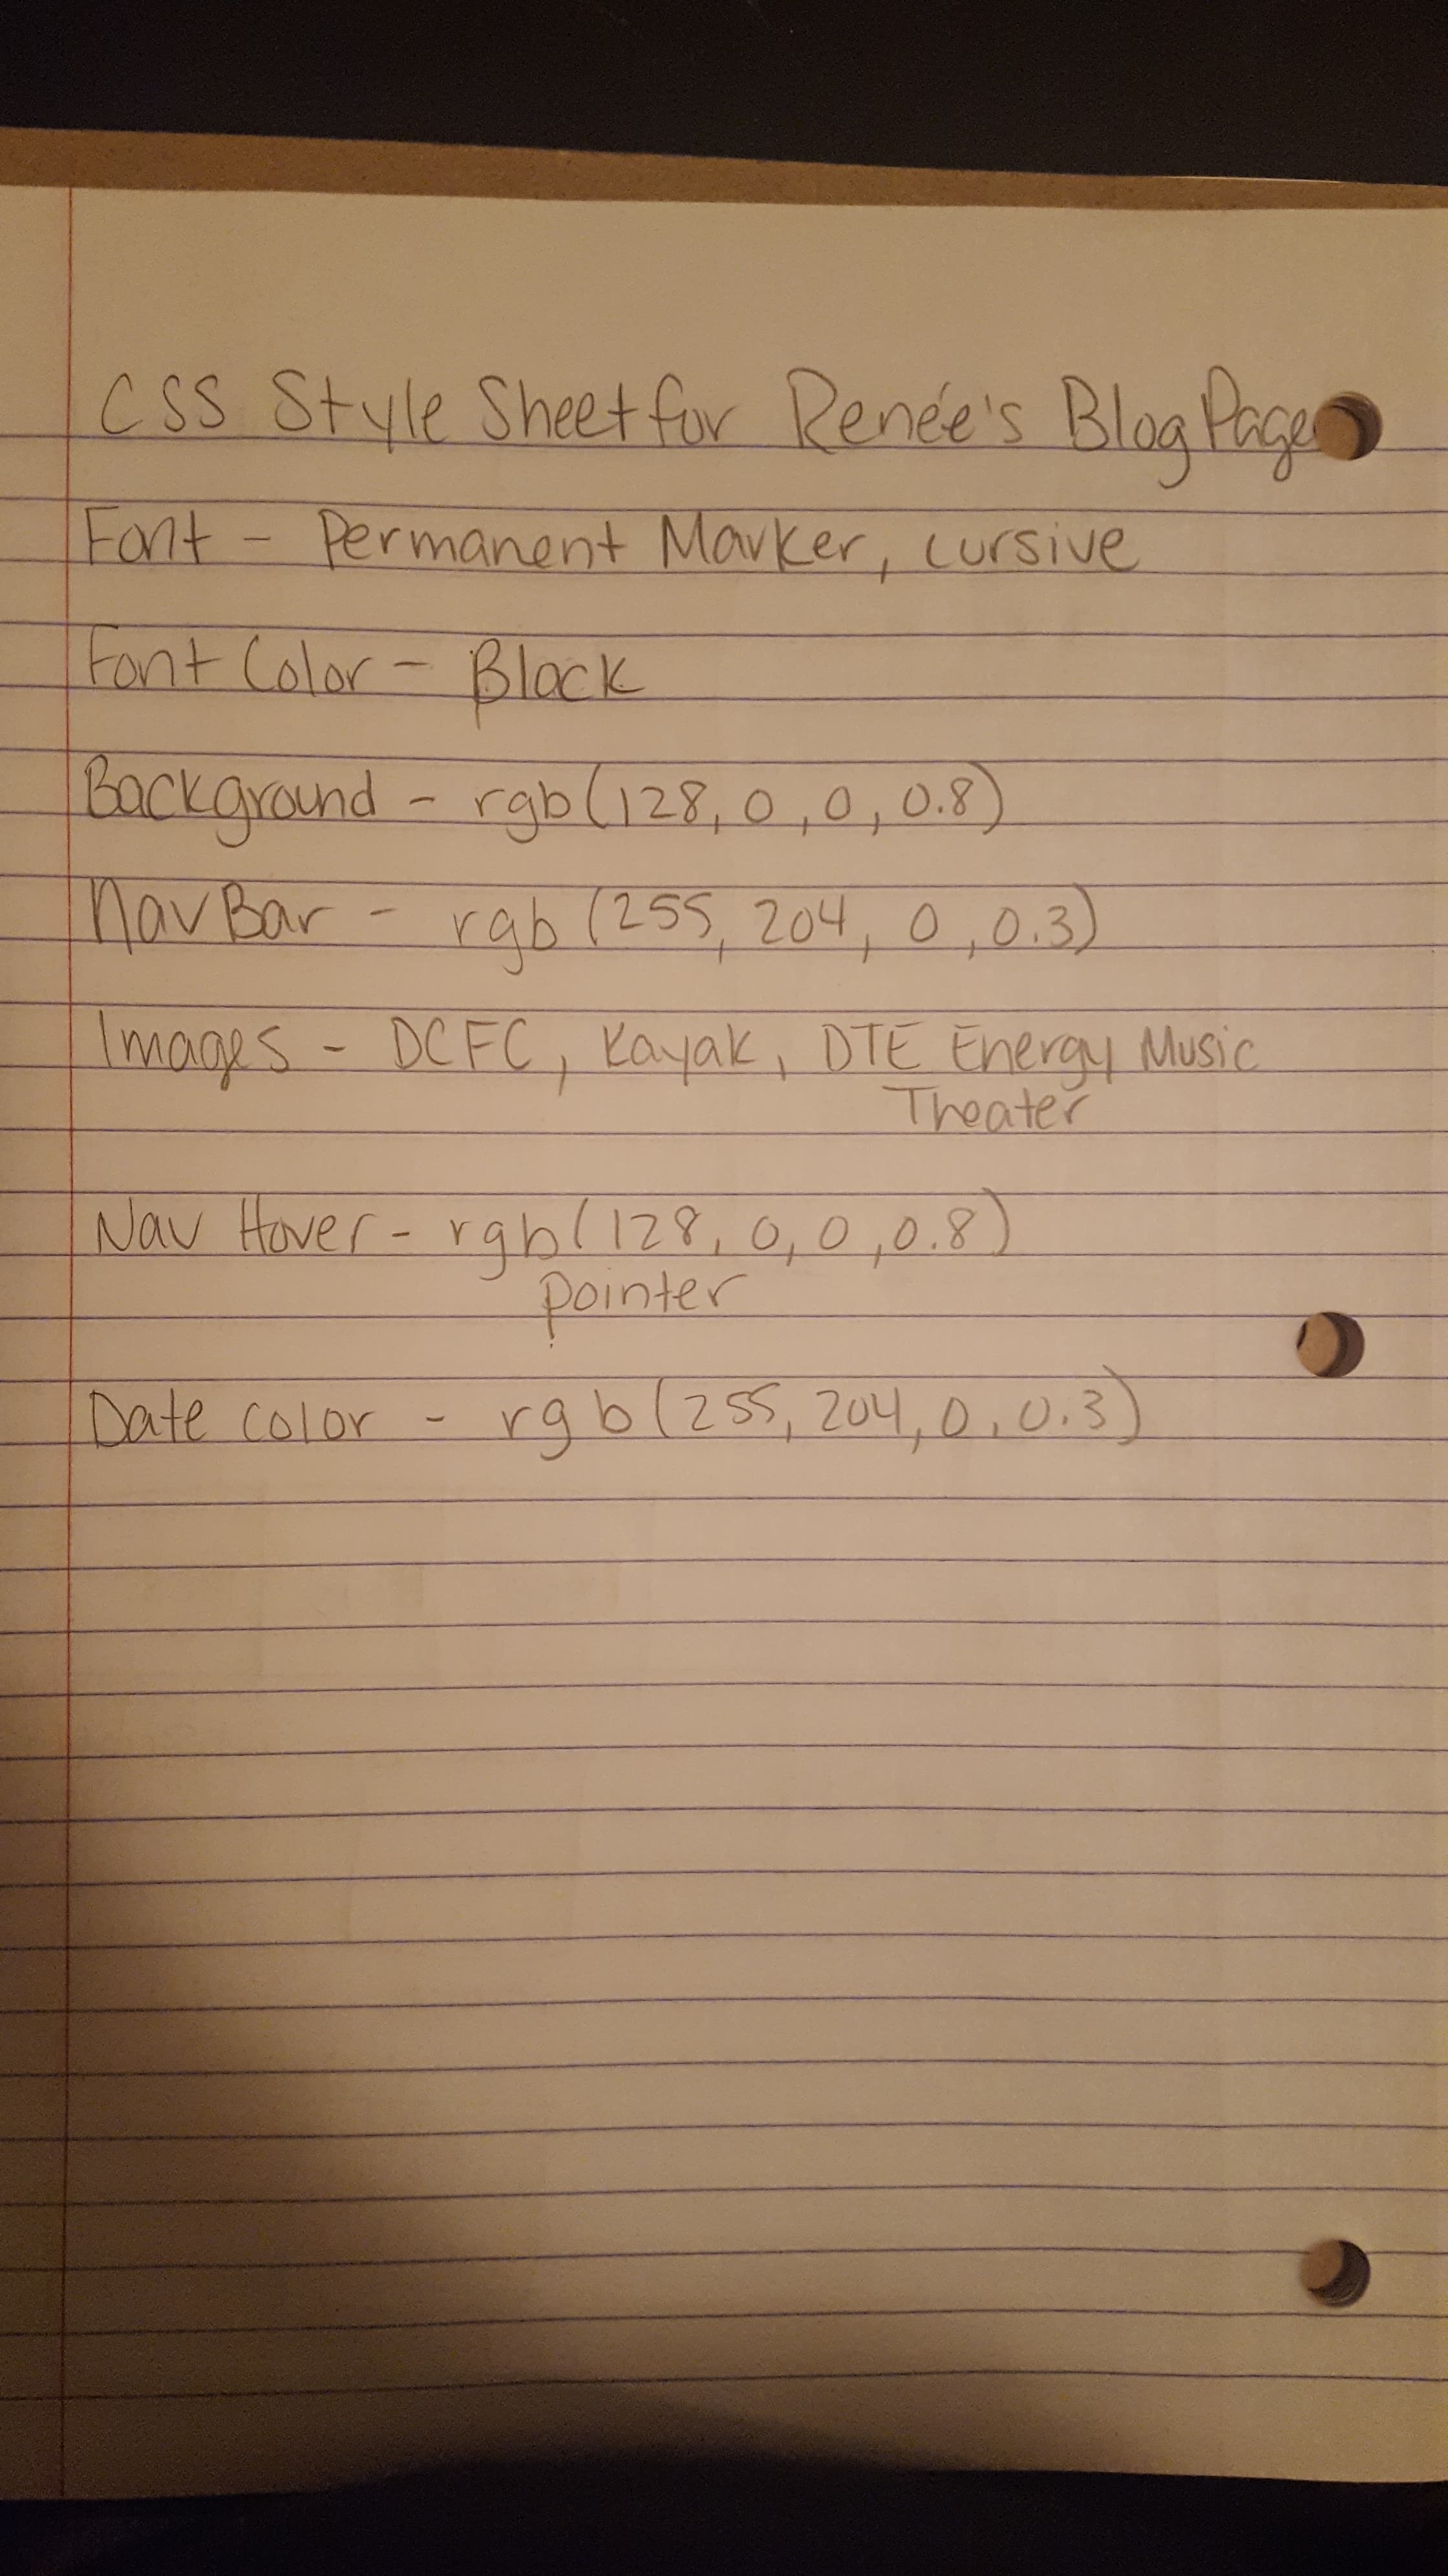 CSS Style Sheet for Renée's Blog Page
Font - Permanent Marker, cursive
Font Color - Black
Background - rgb(128, 0, 0, 0.8)
Nav Bar - rgb (255, 204, 0, 0.3)
Images - DCFC, Kayak, DTE Energy Music
Theater
Nav Hover - rgb(128, 0, 0, 0.8)
pointer
Date color - rgb(255, 204, 0, 0.3)